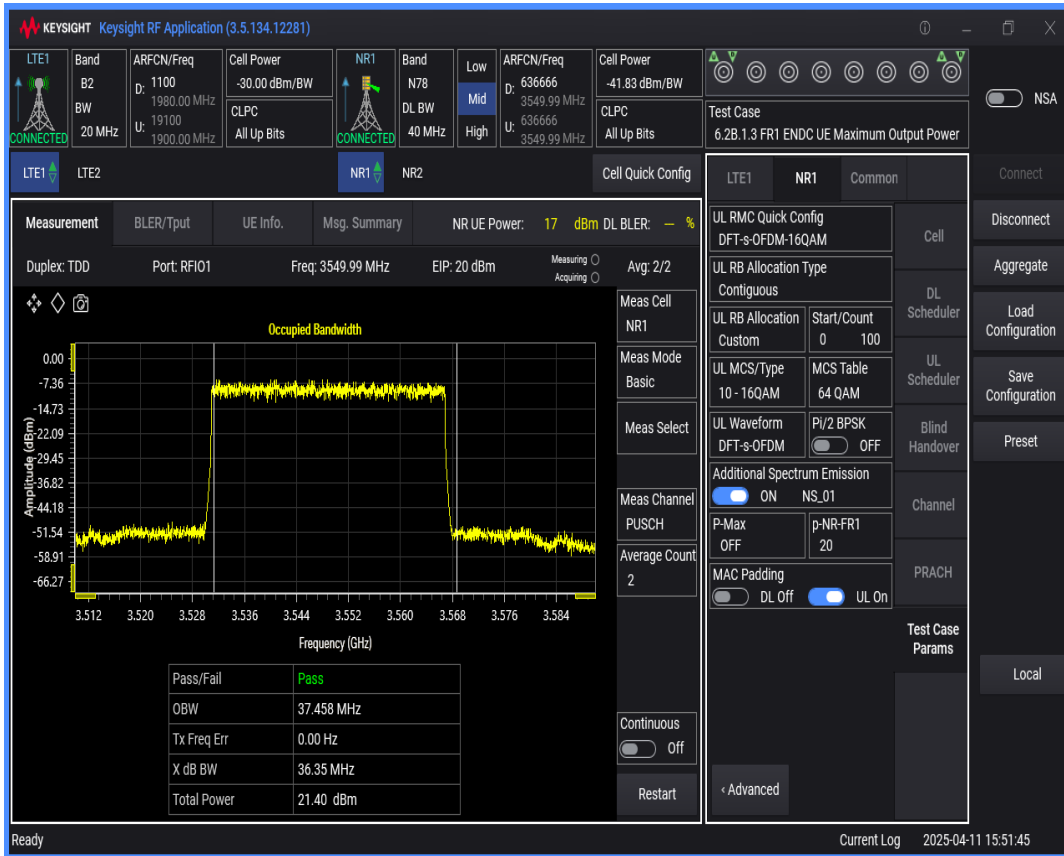 KEYSIGHT Keysight RF Application (3.5.134.12281)
LTE1 Band ARFCN/Freq Cell Power NR1 Band Low ARFCN/Freq Cell Power
B2 D: 1100 -30.00 dBm/BW N78 D: 636666 -41.83 dBm/BW
1980.00 MHz 3549.99 MHz
BW CLPC DL BW Mid CLPC Test Case
U: 19100 U: 636666
CONNECTED 20 MHz 1900.00 MHz All Up Bits CONNECTED 40 MHz High 3549.99 MHz All Up Bits 6.2B.1.3 FR1 ENDC UE Maximum Output Power
NSA
LTE1 LTE2 NR1 NR2 Cell Quick Config
LTE1 NR1 Common
Connect
Measurement BLER/Tput UE Info. Msg. Summary NR UE Power: 17 dBm DL BLER: — %
Duplex: TDD Port: RFIO1 Freq: 3549.99 MHz EIP: 20 dBm Measuring Acquiring Avg: 2/2
Occupied Bandwidth
Amplitude (dBm)
0.00
-7.36
-14.73
-22.09
-29.45
-36.82
-44.18
-51.54
-58.91
-66.27
3.512 3.520 3.528 3.536 3.544 3.552 3.560 3.568 3.576 3.584
Frequency (GHz)
Pass/Fail Pass
OBW 37.458 MHz
Tx Freq Err 0.00 Hz
X dB BW 36.35 MHz
Total Power 21.40 dBm
Meas Cell
NR1
Meas Mode
Basic
Meas Select
Meas Channel
PUSCH
Average Count
2
Continuous
Off
Restart
UL RMC Quick Config
DFT-s-OFDM-16QAM
UL RB Allocation Type
Contiguous
UL RB Allocation Start/Count
Custom 0 100
UL MCS/Type MCS Table
10 - 16QAM 64 QAM
UL Waveform Pi/2 BPSK
DFT-s-OFDM OFF
Additional Spectrum Emission
ON NS_01
P-Max p-NR-FR1
OFF 20
MAC Padding
DL Off UL On
‹ Advanced
Cell
DL
Scheduler
UL
Scheduler
Blind
Handover
Channel
PRACH
Test Case
Params
Disconnect
Aggregate
Load
Configuration
Save
Configuration
Preset
Local
Ready Current Log 2025-04-11 15:51:45